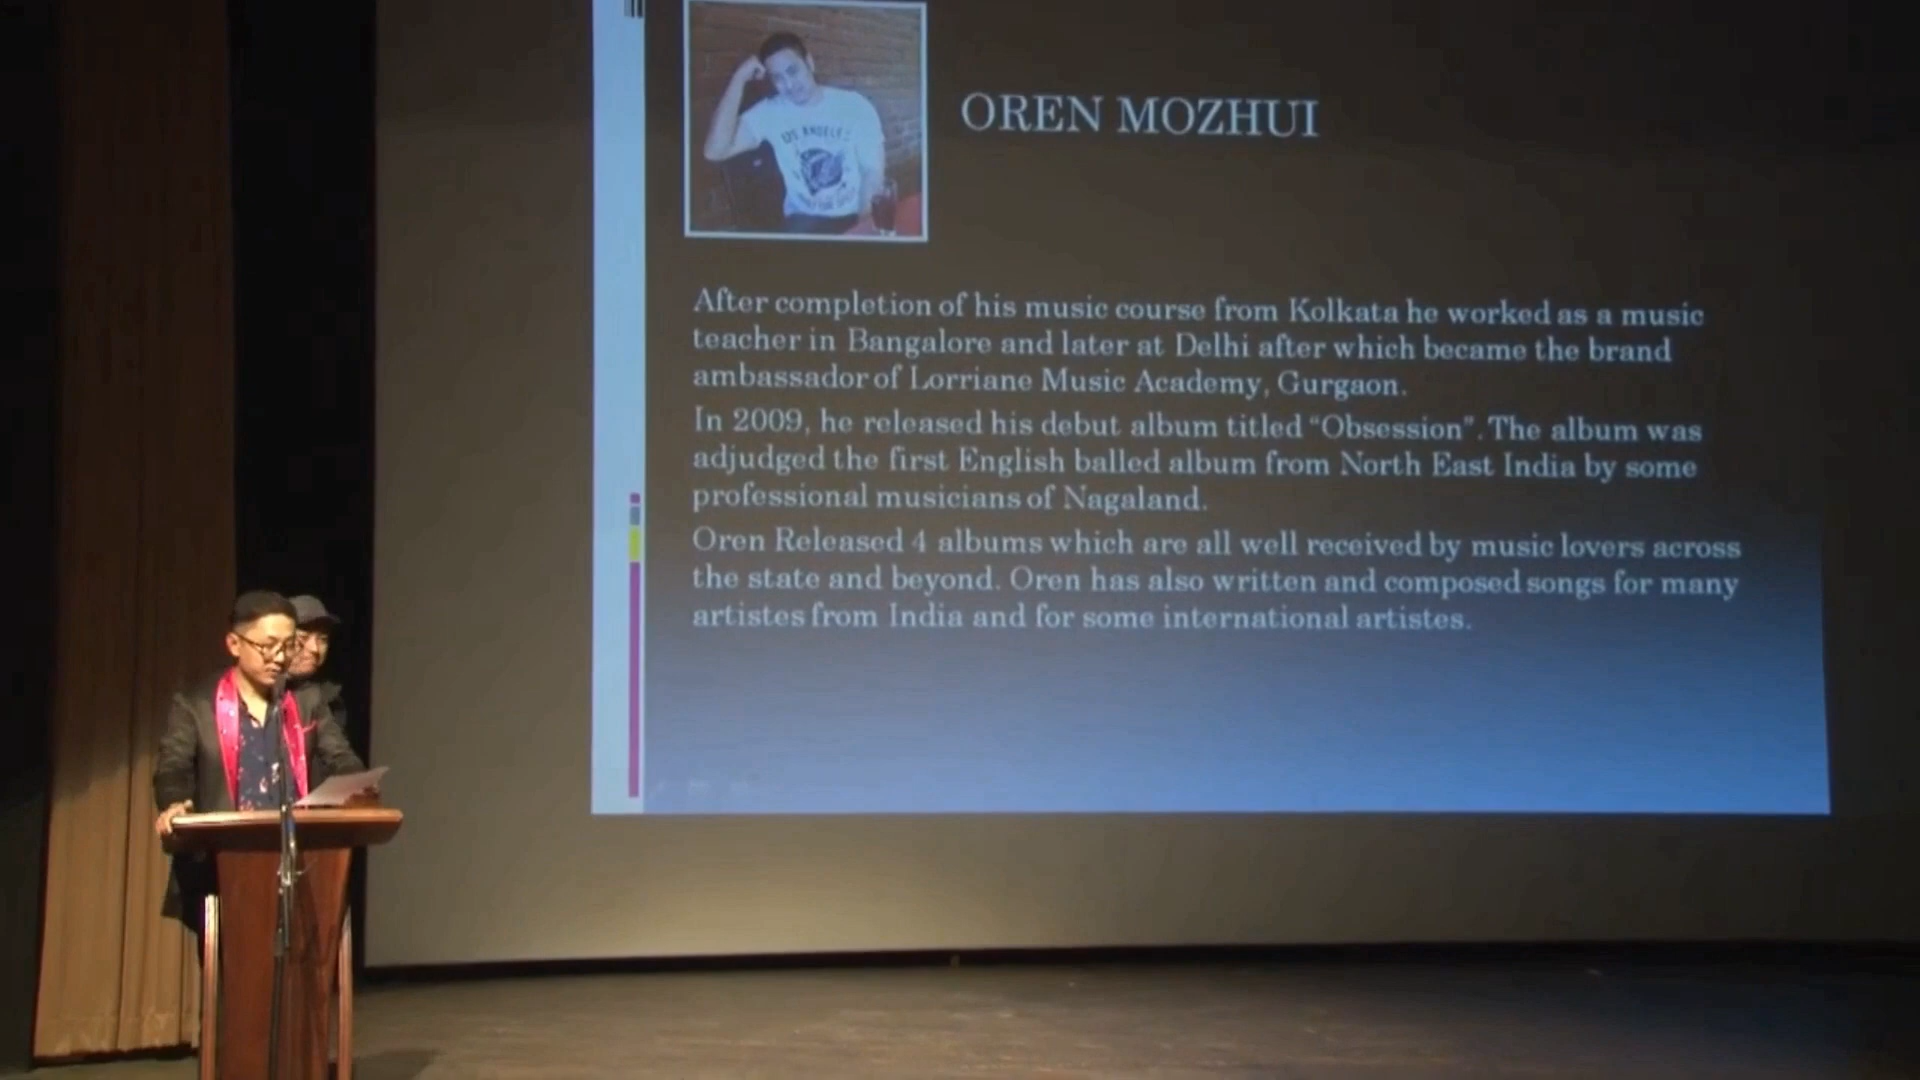 LOS ANGELES
OREN MOZHUI
After completion of his music course from Kolkata he worked as a music
teacher in Bangalore and later at Delhi after which became the brand
ambassador of Lorriane Music Academy, Gurgaon.
In 2009, he released his debut album titled “Obsession”. The album was
adjudged the first English balled album from North East India by some
professional musicians of Nagaland.
Oren Released 4 albums which are all well received by music lovers across
the state and beyond. Oren has also written and composed songs for many
artistes from India and for some international artistes.